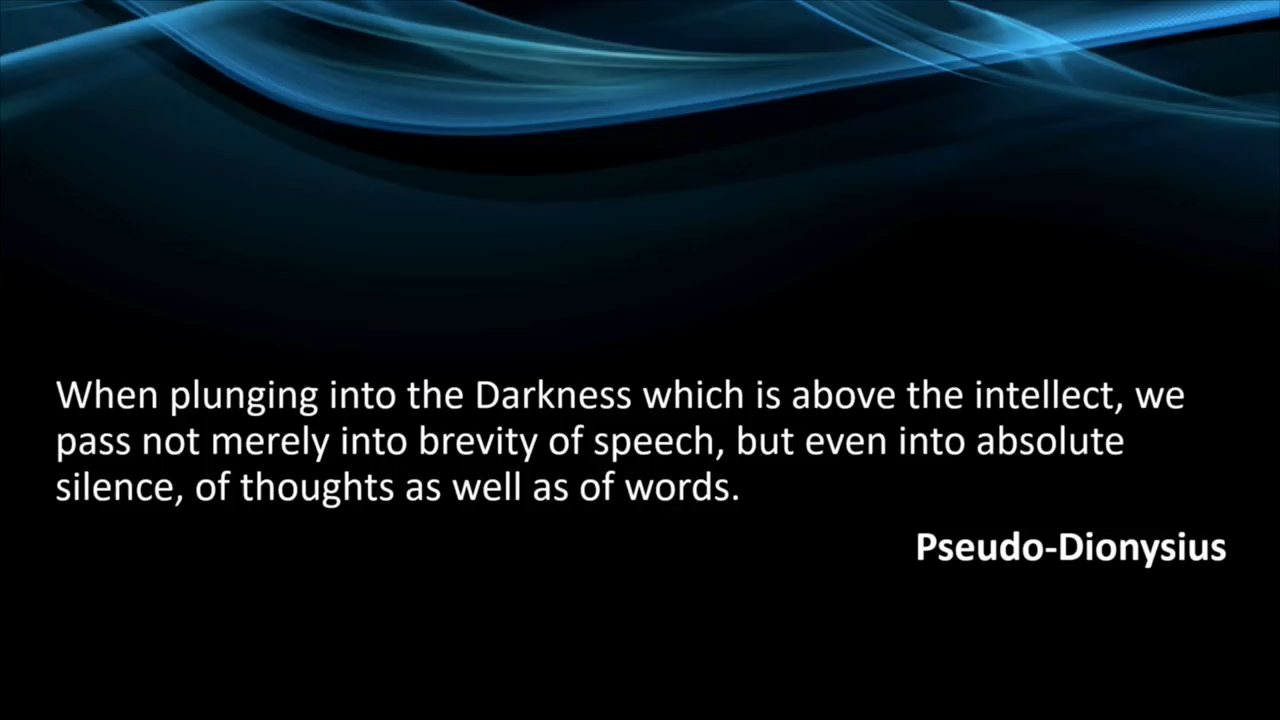 When plunging into the Darkness which is above the intellect, we
pass not merely into brevity of speech, but even into absolute
silence, of thoughts as well as of words.
Pseudo-Dionysius